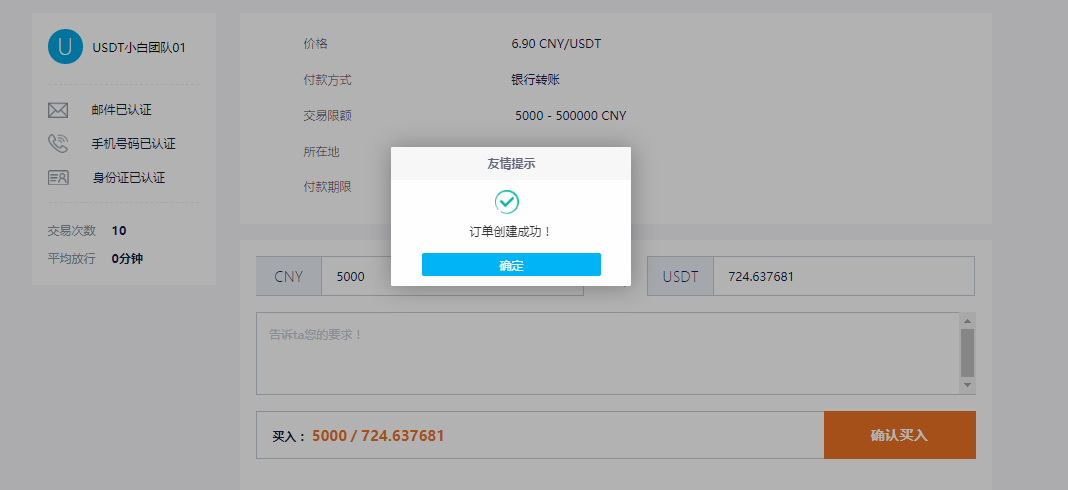 U USDT小白团队01
邮件已认证
手机号码已认证
身份证已认证
交易次数 10
平均放行 0分钟
价格 6.90 CNY/USDT
付款方式 银行转账
交易限额 5000 - 500000 CNY
所在地
付款期限
友情提示
订单创建成功！
确定
CNY 5000
USDT 724.637681
告诉ta您的要求！
买入： 5000 / 724.637681
确认买入